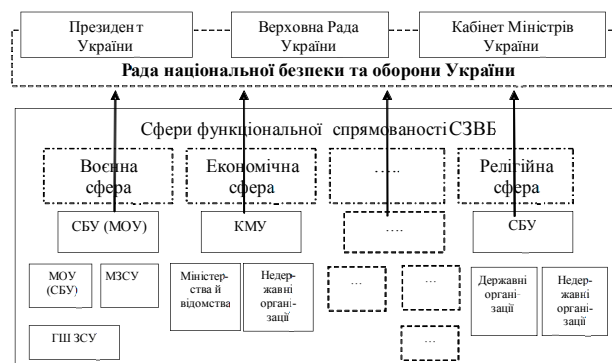 Президент
України
Верховна Рада
України
Кабінет Міністрів
України
Рада національної безпеки та оборони України
Сфери функціональної спрямованості СЗВБ
Воєнна
сфера
Економічна
сфера
.....
Релігійна
сфера
СБУ (МОУ)
КМУ
....
СБУ
МОУ
(СБУ)
МЗСУ
Міністер-
ства й
відомства
Недер-
жавні
органі-
зації
...
...
Державні
органі-
зації
Недер-
жавні
органі-
зації
ГШ ЗСУ
...